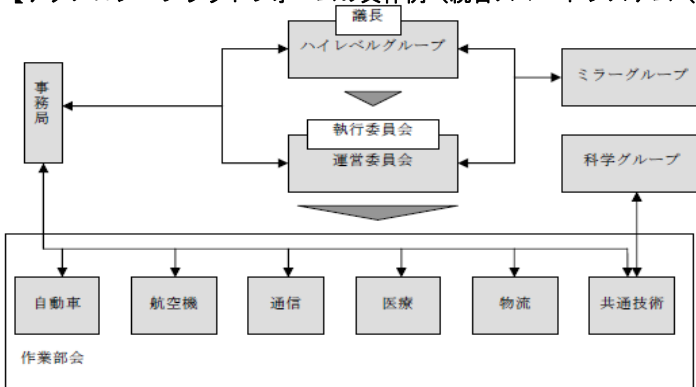 議長
ハイレベルグループ
事務局
ミラーグループ
執行委員会
運営委員会
科学グループ
自動車
航空機
通信
医療
物流
共通技術
作業部会